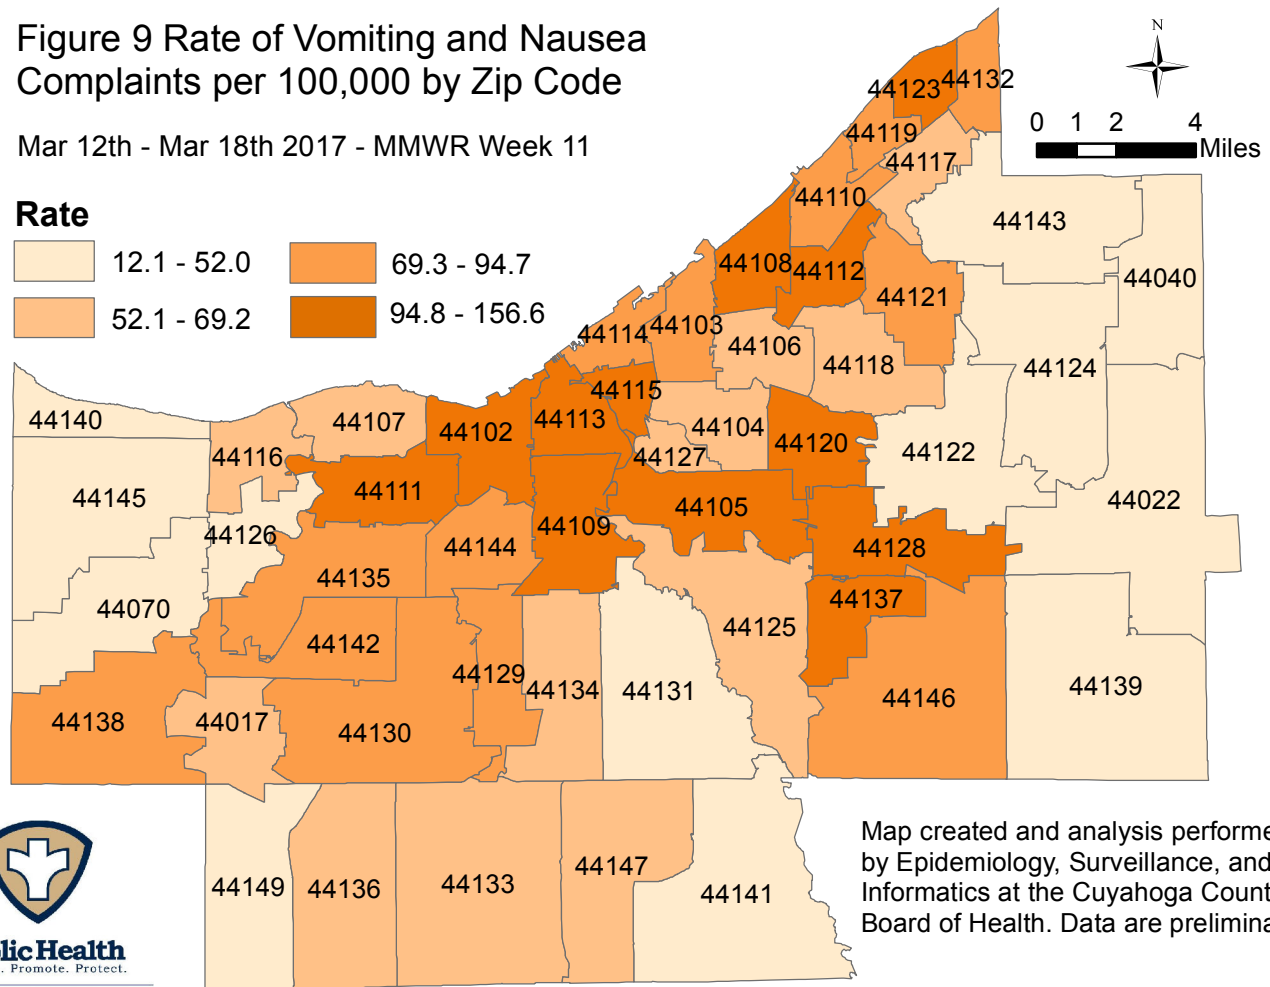 Figure 9 Rate of Vomiting and Nausea
Complaints per 100,000 by Zip Code
Mar 12th - Mar 18th 2017 - MMWR Week 11
Rate
12.1 - 52.0
69.3 - 94.7
52.1 - 69.2
94.8 - 156.6
N
0 1 2 4
Miles
44123 44132
44119
44117
44110
44143
44108
44112
44040
44121
44114 44103
44106
44118
44124
44140
44107
44115
44102
44113
44104
44120
44116
44127
44122
44145
44111
44022
44126
44109
44105
44144
44128
44135
44070
44137
44142
44125
44129
44134
44131
44139
44138
44017
44130
44146
44149
44136
44133
44147
44141
Map created and analysis performe
by Epidemiology, Surveillance, and
Informatics at the Cuyahoga Count
Board of Health. Data are prelimina
lic Health
. Promote. Protect.